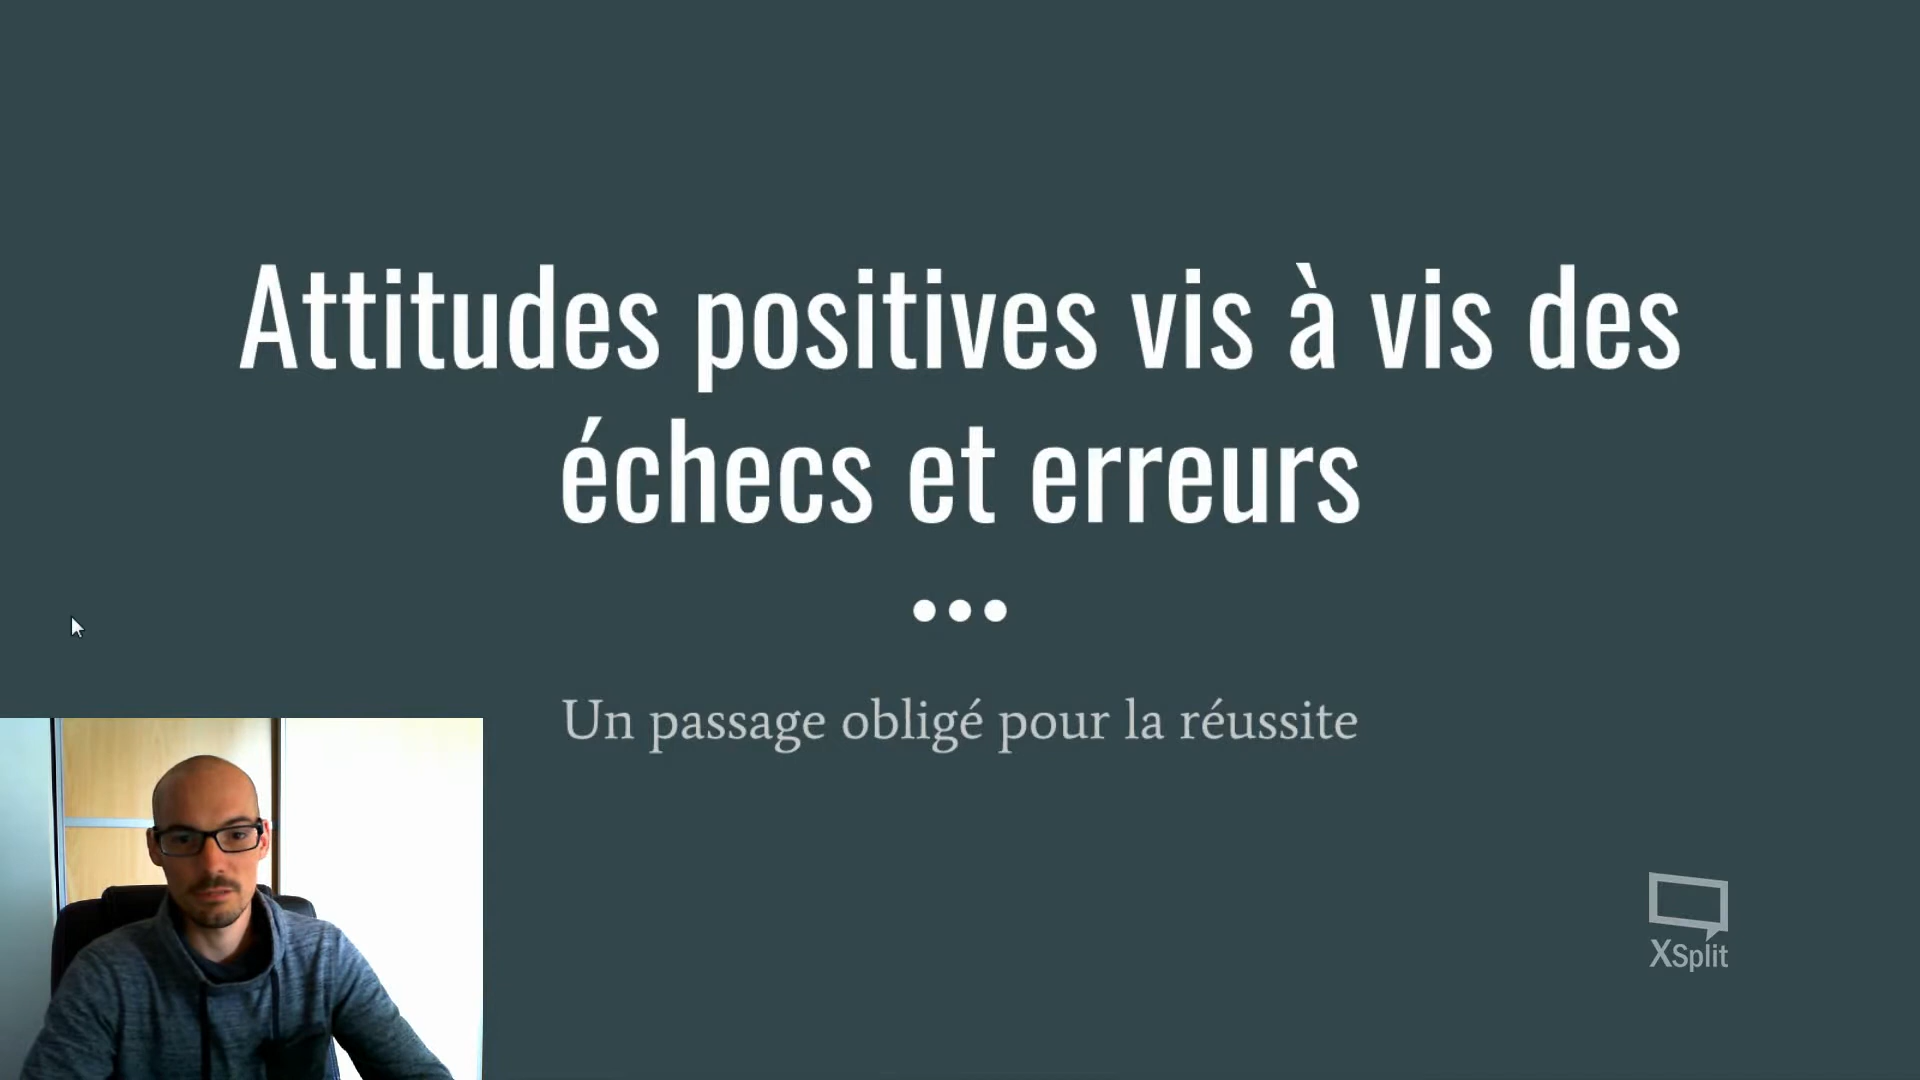 Attitudes positives vis à vis des
échecs et erreurs
Un passage obligé pour la réussite
XSplit